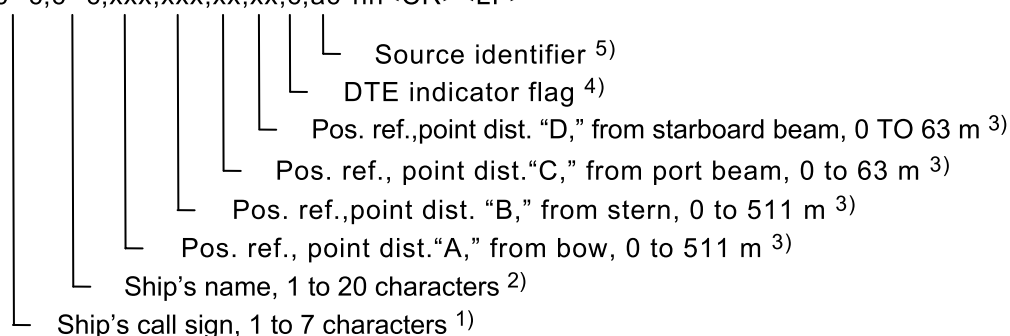 Source identifier 5)
DTE indicator flag 4)
Pos. ref.,point dist. “D,” from starboard beam, 0 TO 63 m 3)
Pos. ref., point dist.“C,” from port beam, 0 to 63 m 3)
Pos. ref.,point dist. “B,” from stern, 0 to 511 m 3)
Pos. ref., point dist.“A,” from bow, 0 to 511 m 3)
Ship’s name, 1 to 20 characters 2)
Ship’s call sign, 1 to 7 characters 1)